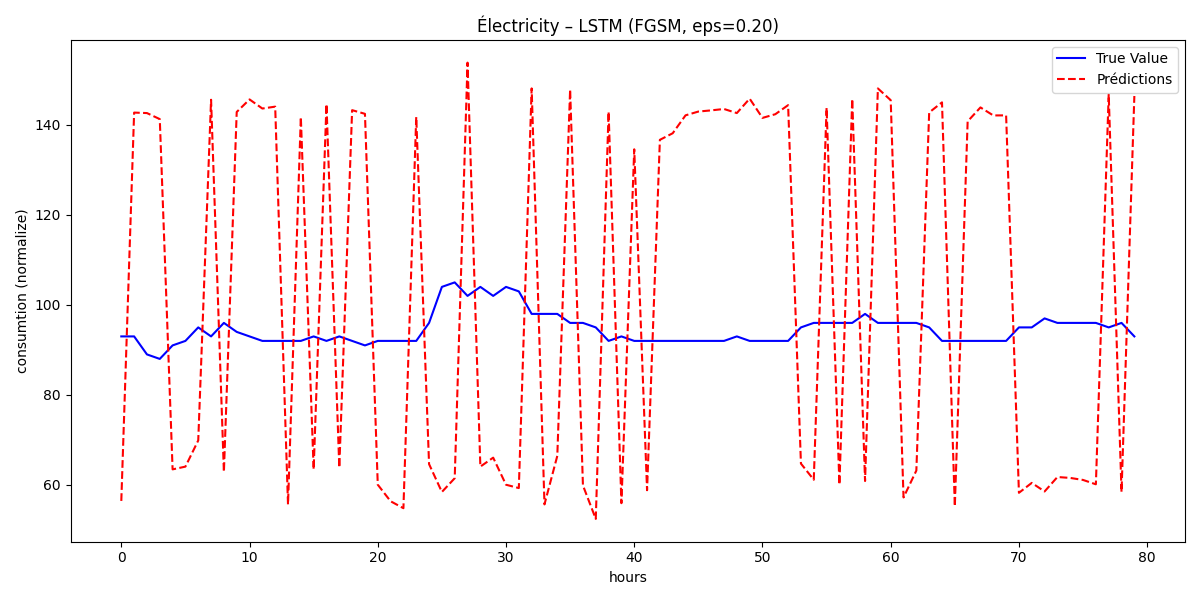 Électricity – LSTM (FGSM, eps=0.20)
True Value
Prédictions
consumtion (normalize)
140
120
100
80
60
0 10 20 30 40 50 60 70 80
hours